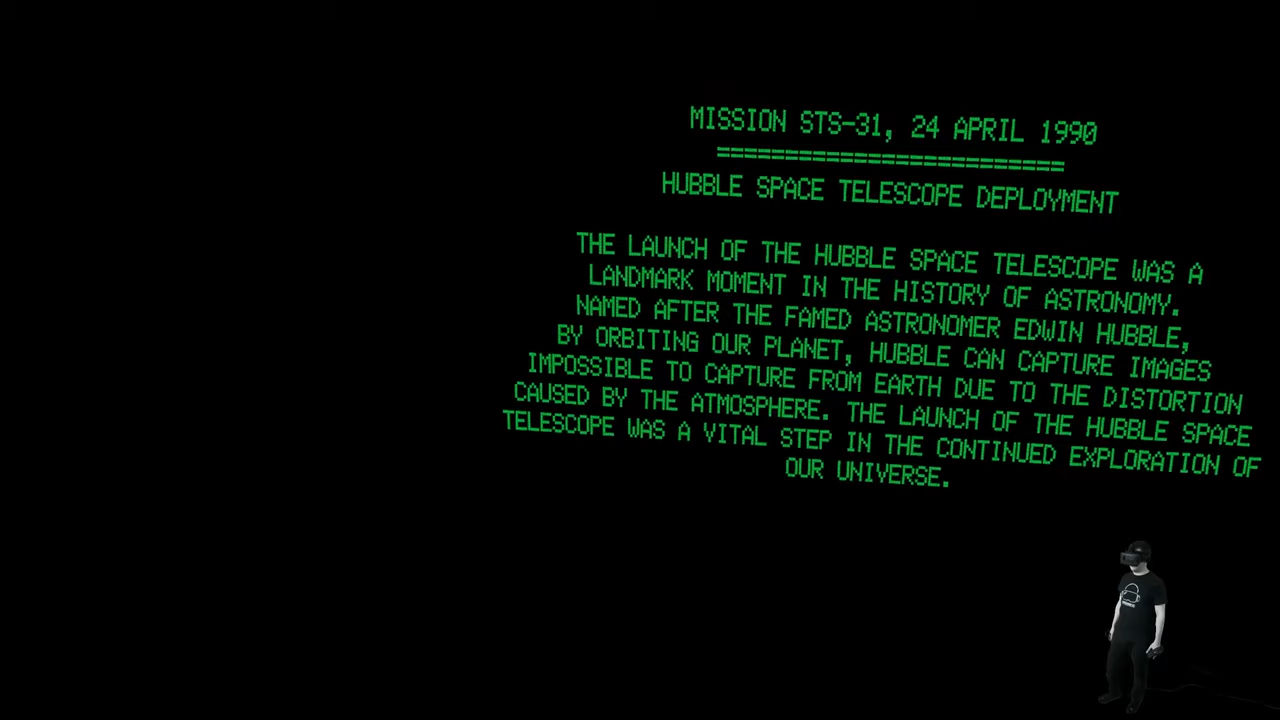 MISSION STS-31, 24 APRIL 1990
==========================
HUBBLE SPACE TELESCOPE DEPLOYMENT
THE LAUNCH OF THE HUBBLE SPACE TELESCOPE WAS A
LANDMARK MOMENT IN THE HISTORY OF ASTRONOMY.
NAMED AFTER THE FAMED ASTRONOMER EDWIN HUBBLE,
BY ORBITING OUR PLANET, HUBBLE CAN CAPTURE IMAGES
IMPOSSIBLE TO CAPTURE FROM EARTH DUE TO THE DISTORTION
CAUSED BY THE ATMOSPHERE. THE LAUNCH OF THE HUBBLE SPACE
TELESCOPE WAS A VITAL STEP IN THE CONTINUED EXPLORATION OF
OUR UNIVERSE.